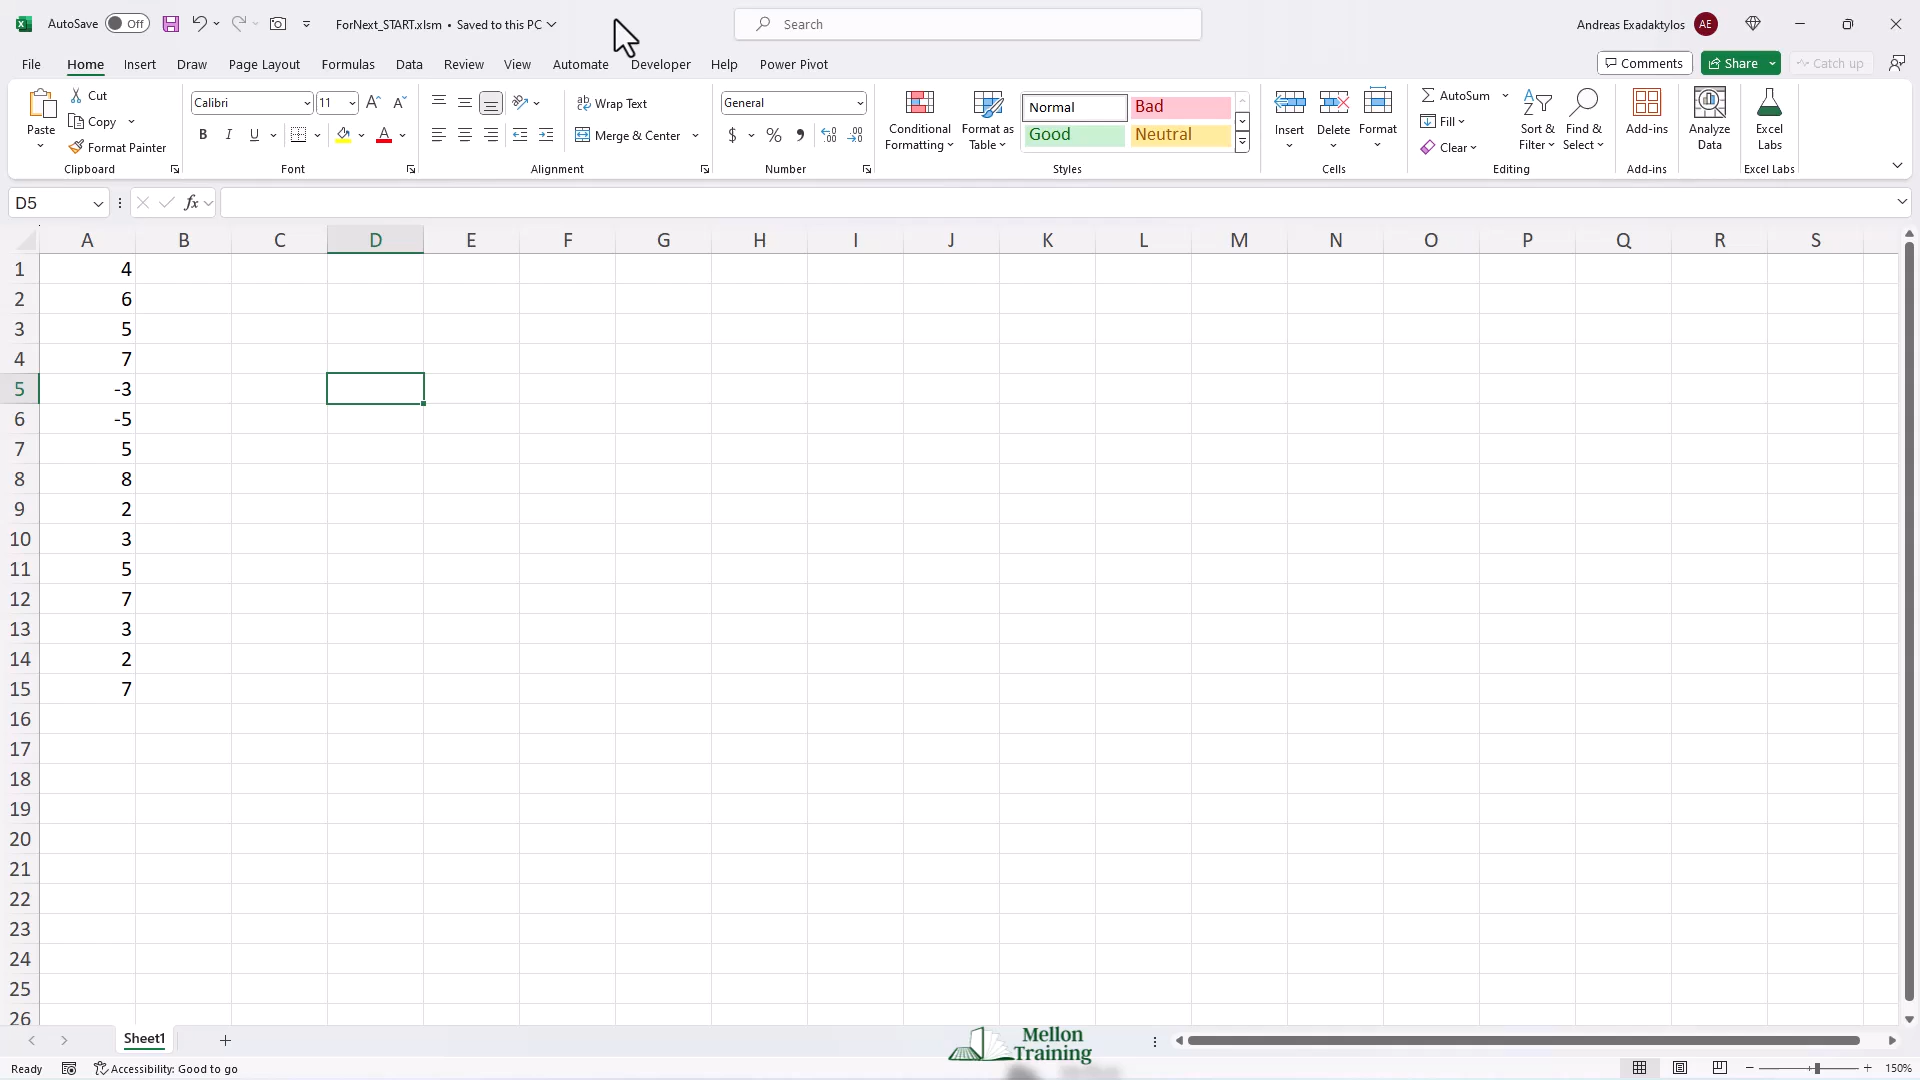 AutoSave Off ForNext_START.xlsm • Saved to this PC Search Andreas Exadaktylos AE
File Home Insert Draw Page Layout Formulas Data Review View Automate Developer Help Power Pivot Comments Share Catch up
Paste Cut Copy Format Painter Clipboard
Calibri 11 B I U Font
Wrap Text Merge & Center Alignment
General $ % Number
Conditional Formatting Format as Table Normal Bad Good Neutral Styles
Insert Delete Format Cells
AutoSum Fill Clear Sort & Filter Find & Select Editing
Add-ins Add-ins
Analyze Data
Excel Labs Excel Labs
D5 fx
A B C D E F G H I J K L M N O P Q R S
1 4
2 6
3 5
4 7
5 -3
6 -5
7 5
8 8
9 2
10 3
11 5
12 7
13 3
14 2
15 7
16
17
18
19
20
21
22
23
24
25
26
Sheet1
Mellon
Training
Ready Accessibility: Good to go 150%